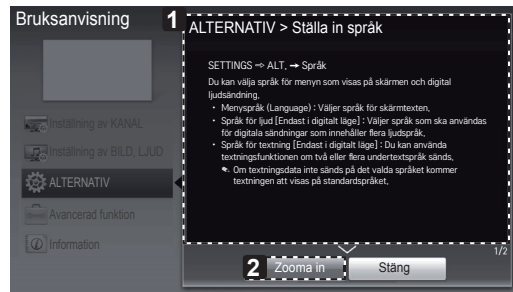 Bruksanvisning
1
ALTERNATIV > Ställa in språk
SETTINGS ⇨ ALT. ➙ Språk
Du kan välja språk för menyn som visas på skärmen och digital
ljudsändning.
• Menyspråk (Language) : Väljer språk för skärmtexten.
• Språk för ljud [Endast i digitalt läge] : Väljer språk som ska användas
för digitala sändningar som innehåller flera ljudspråk.
• Språk för textning [Endast i digitalt läge] : Du kan använda
textningsfunktionen om två eller flera undertextspråk sänds.
✎ Om textningsdata inte sänds på det valda språket kommer
textningen att visas på standardspråket.
Inställning av KANAL
Inställning av BILD, LJUD
ALTERNATIV
Avancerad funktion
Information
1/2
2
Zooma in
Stäng